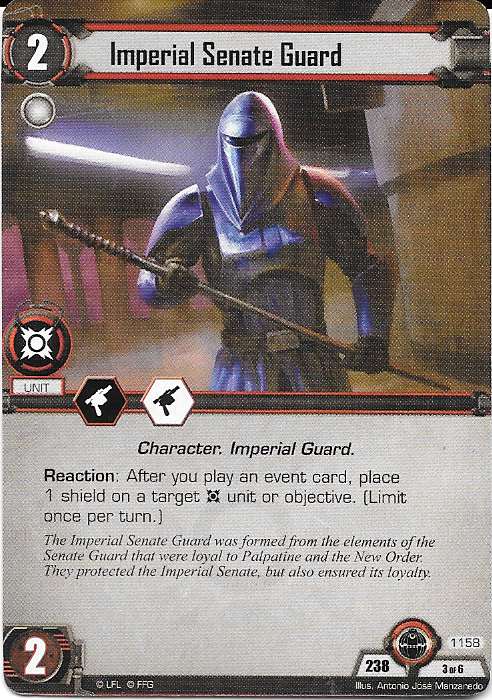 2
Imperial Senate Guard
UNIT
Character. Imperial Guard.
Reaction: After you play an event card, place
1 shield on a target unit or objective. (Limit
once per turn.)
The Imperial Senate Guard was formed from the elements of the
Senate Guard that were loyal to Palpatine and the New Order.
They protected the Imperial Senate, but also ensured its loyalty.
2
© LFL © FFG
238
3 of 6
1158
Illus. Antonio José Manzanedo